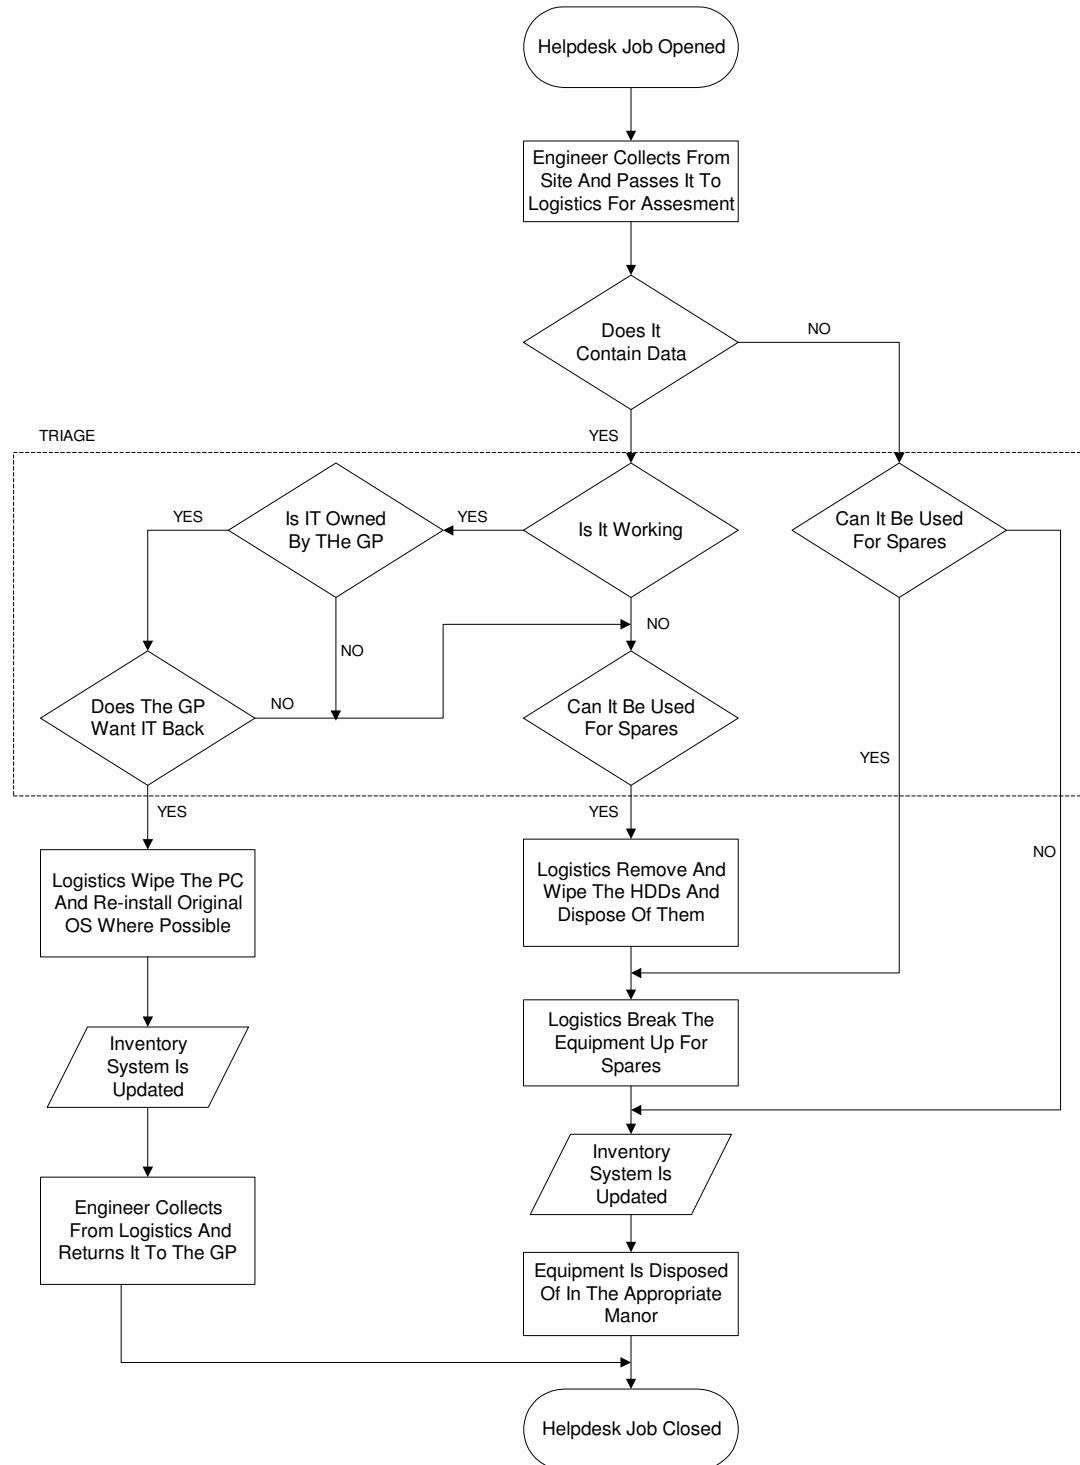 Helpdesk Job Opened
Engineer Collects From
Site And Passes It To
Logistics For Assesment
Does It
Contain Data
NO
TRIAGE
YES
Is IT Owned
By THe GP
YES
YES
Is It Working
Can It Be Used
For Spares
NO
NO
Does The GP
Want IT Back
NO
Can It Be Used
For Spares
YES
YES
YES
NO
Logistics Wipe The PC
And Re-install Original
OS Where Possible
Logistics Remove And
Wipe The HDDs And
Dispose Of Them
Logistics Break The
Equipment Up For
Spares
Inventory
System Is
Updated
Inventory
System Is
Updated
Engineer Collects
From Logistics And
Returns It To The GP
Equipment Is Disposed
Of In The Appropriate
Manor
Helpdesk Job Closed